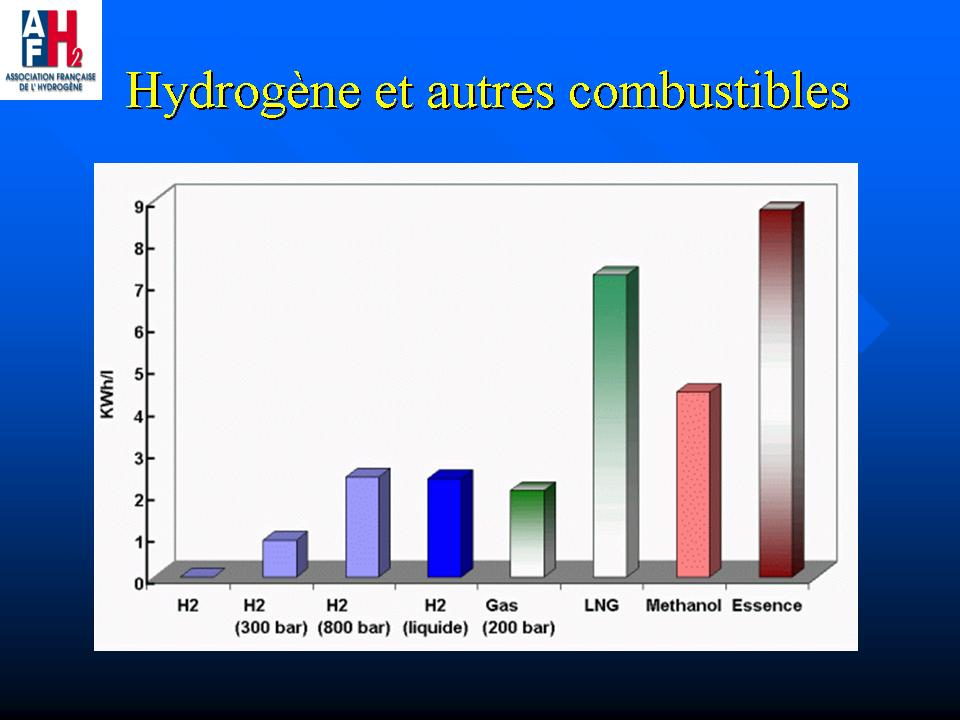 AFH2
ASSOCIATION FRANÇAISE
DE L' HYDROGÈNE
Hydrogène et autres combustibles
KWh/l
9
8
7
6
5
4
3
2
1
0
H2
H2
(300 bar)
H2
(800 bar)
H2
(liquide)
Gas
(200 bar)
LNG
Methanol
Essence